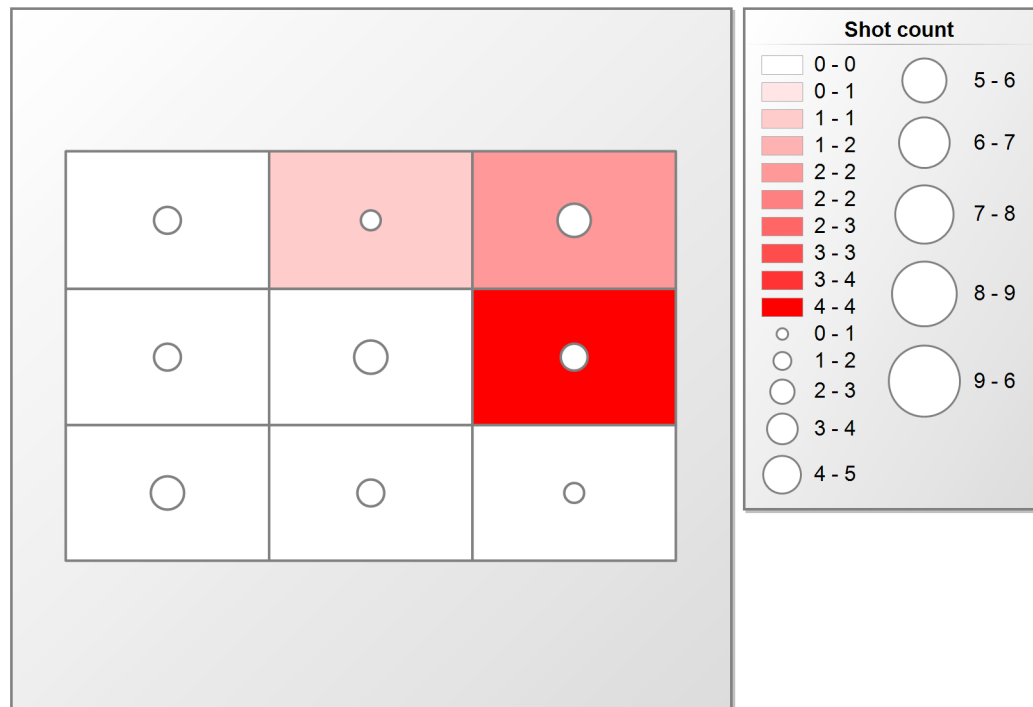 Shot count
0 - 0
0 - 1
1 - 1
1 - 2
2 - 2
2 - 2
2 - 3
3 - 3
3 - 4
4 - 4
0 - 1
1 - 2
2 - 3
3 - 4
4 - 5
5 - 6
6 - 7
7 - 8
8 - 9
9 - 6